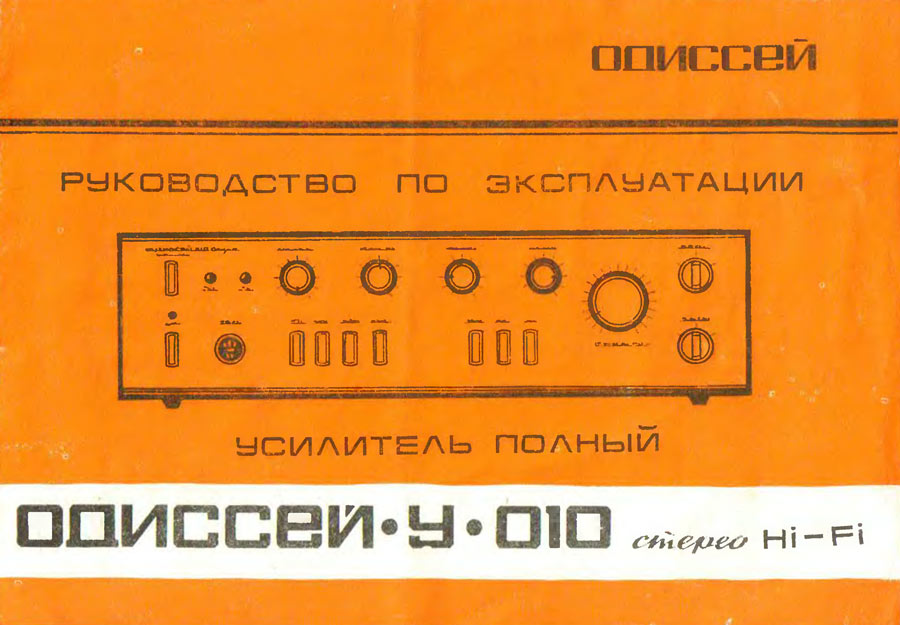 ОДИССЕЙ
РУКОВОДСТВО ПО ЭКСПЛУАТАЦИИ
УСИЛИТЕЛЬ ПОЛНЫЙ
ОДИССЕЙ•У•010 стерео Hi-Fi